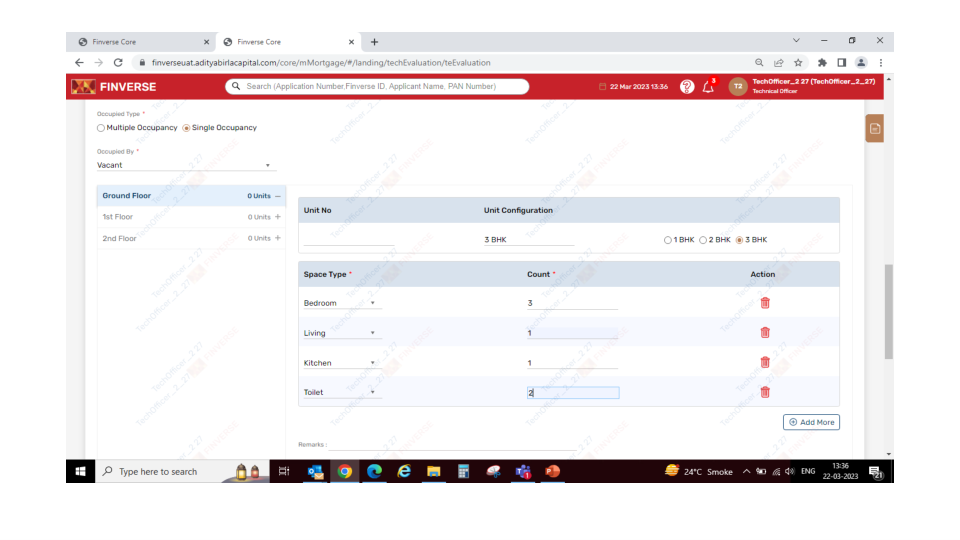 Finverse Core
Finverse Core
finverseuat.adityabirlacapital.com/core/mMortgage/#/landing/techEvaluation/teEvaluation
FINVERSE
Search (Application Number,Finverse ID, Applicant Name, PAN Number)
22 Mar 2023 13:36
3
T2
TechOfficer_2 27 (TechOfficer_2_27)
Technical Officer
Occupied Type *
Multiple Occupancy Single Occupancy
Occupied By *
Vacant
Ground Floor 0 Units −
1st Floor 0 Units +
2nd Floor 0 Units +
Unit No Unit Configuration
3 BHK 1 BHK 2 BHK 3 BHK
Space Type * Count * Action
Bedroom 3
Living 1
Kitchen 1
Toilet 2
Add More
Remarks :
Type here to search
24°C Smoke
ENG
13:36
22-03-2023
21